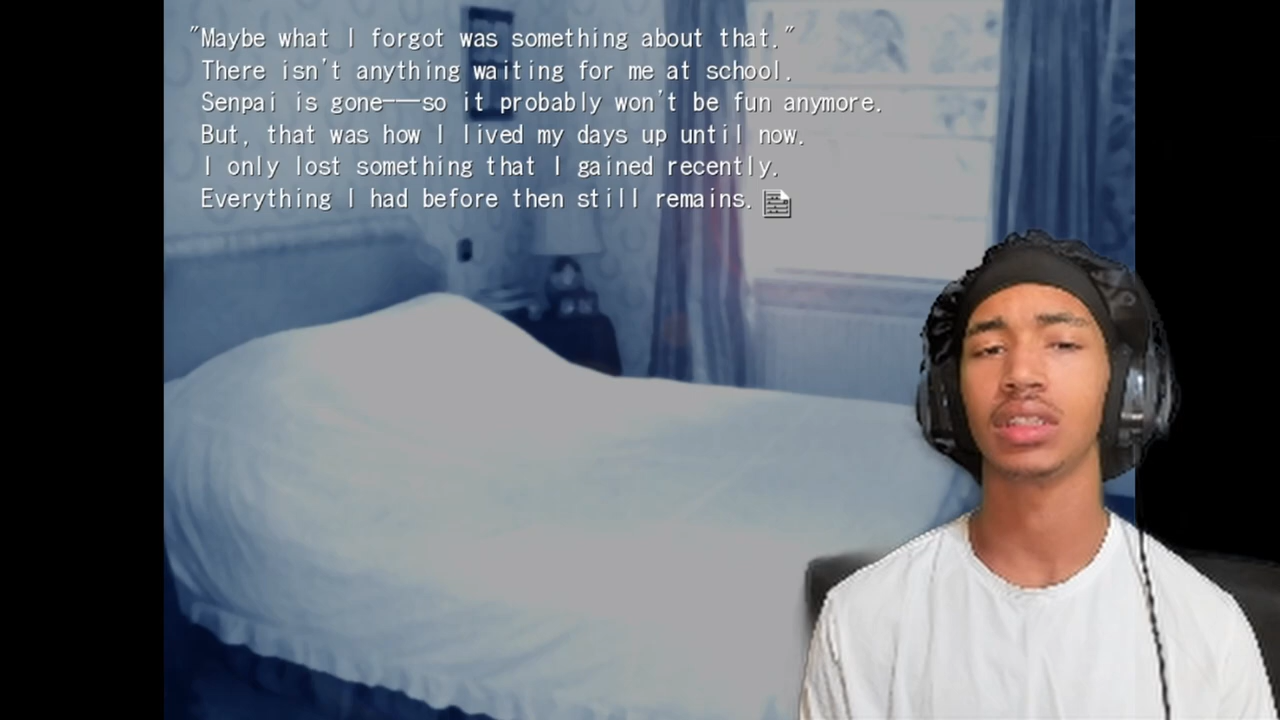 "Maybe what I forgot was something about that."
There isn't anything waiting for me at school.
Senpai is gone――so it probably won't be fun anymore.
But, that was how I lived my days up until now.
I only lost something that I gained recently.
Everything I had before then still remains.